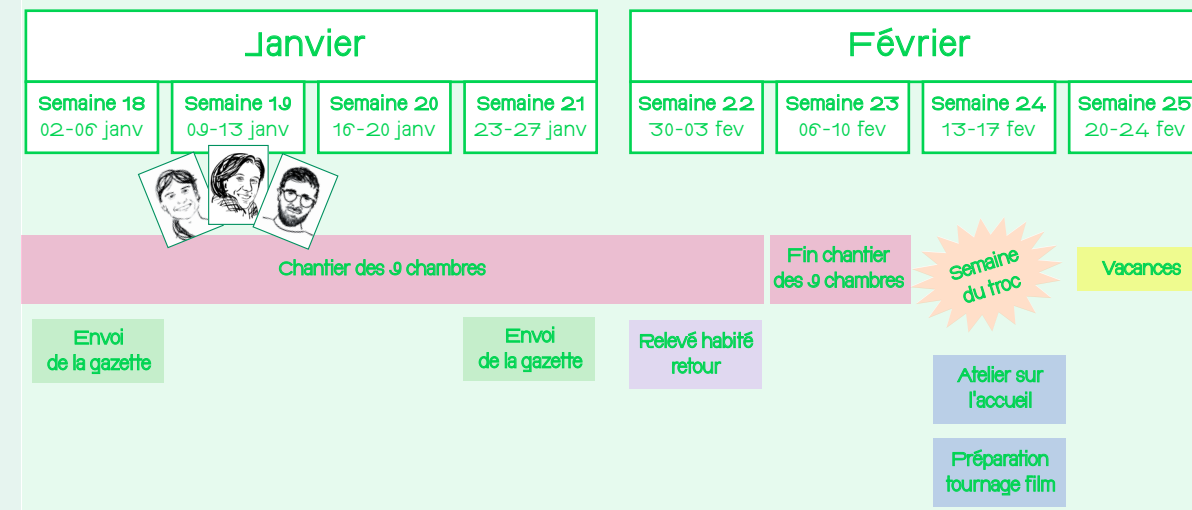 Janvier
Février
Semaine 18
02-06 janv
Semaine 19
09-13 janv
Semaine 20
16-20 janv
Semaine 21
23-27 janv
Semaine 22
30-03 fev
Semaine 23
06-10 fev
Semaine 24
13-17 fev
Semaine 25
20-24 fev
Chantier des 9 chambres
Fin chantier
des 9 chambres
Semaine
du troc
Vacances
Envoi
de la gazette
Envoi
de la gazette
Relevé habité
retour
Atelier sur
l'accueil
Préparation
tournage film